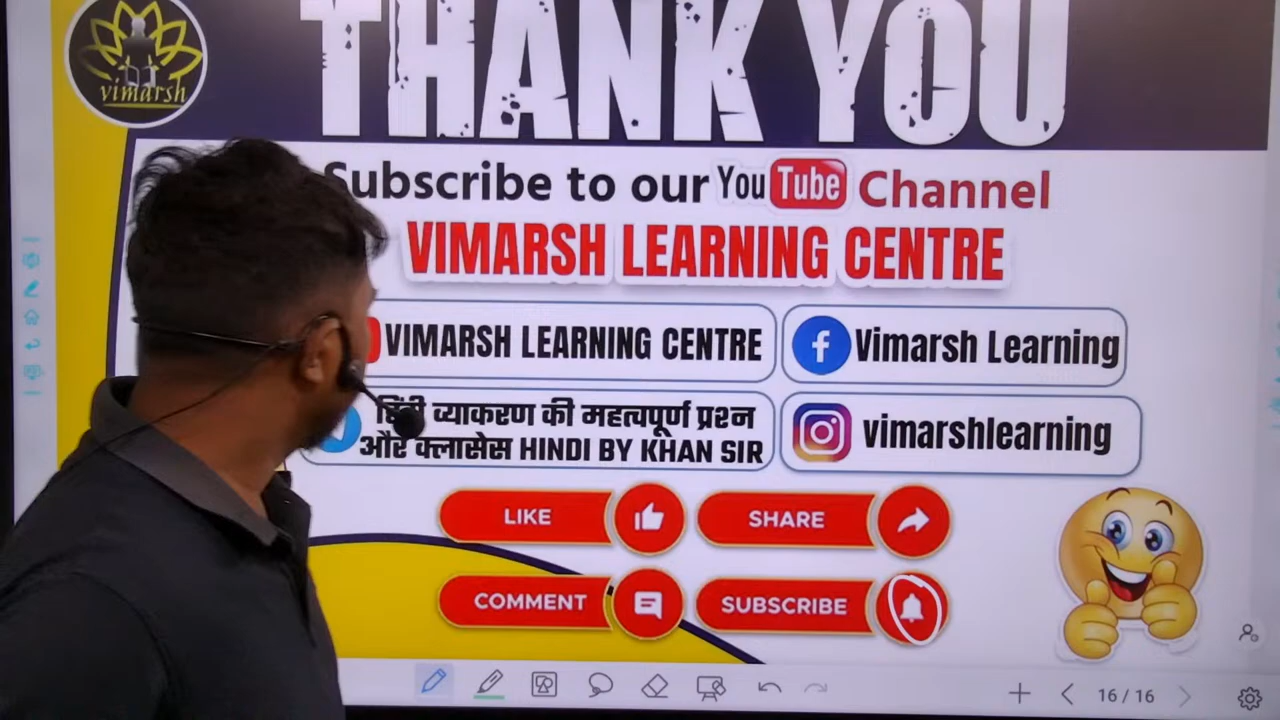 THANK YOU
vimarsh
Subscribe to our YouTube Channel
VIMARSH LEARNING CENTRE
VIMARSH LEARNING CENTRE
Vimarsh Learning
हिंदी व्याकरण की महत्वपूर्ण प्रश्न
और क्लासेस HINDI BY KHAN SIR
vimarshlearning
LIKE
SHARE
COMMENT
SUBSCRIBE
16 / 16